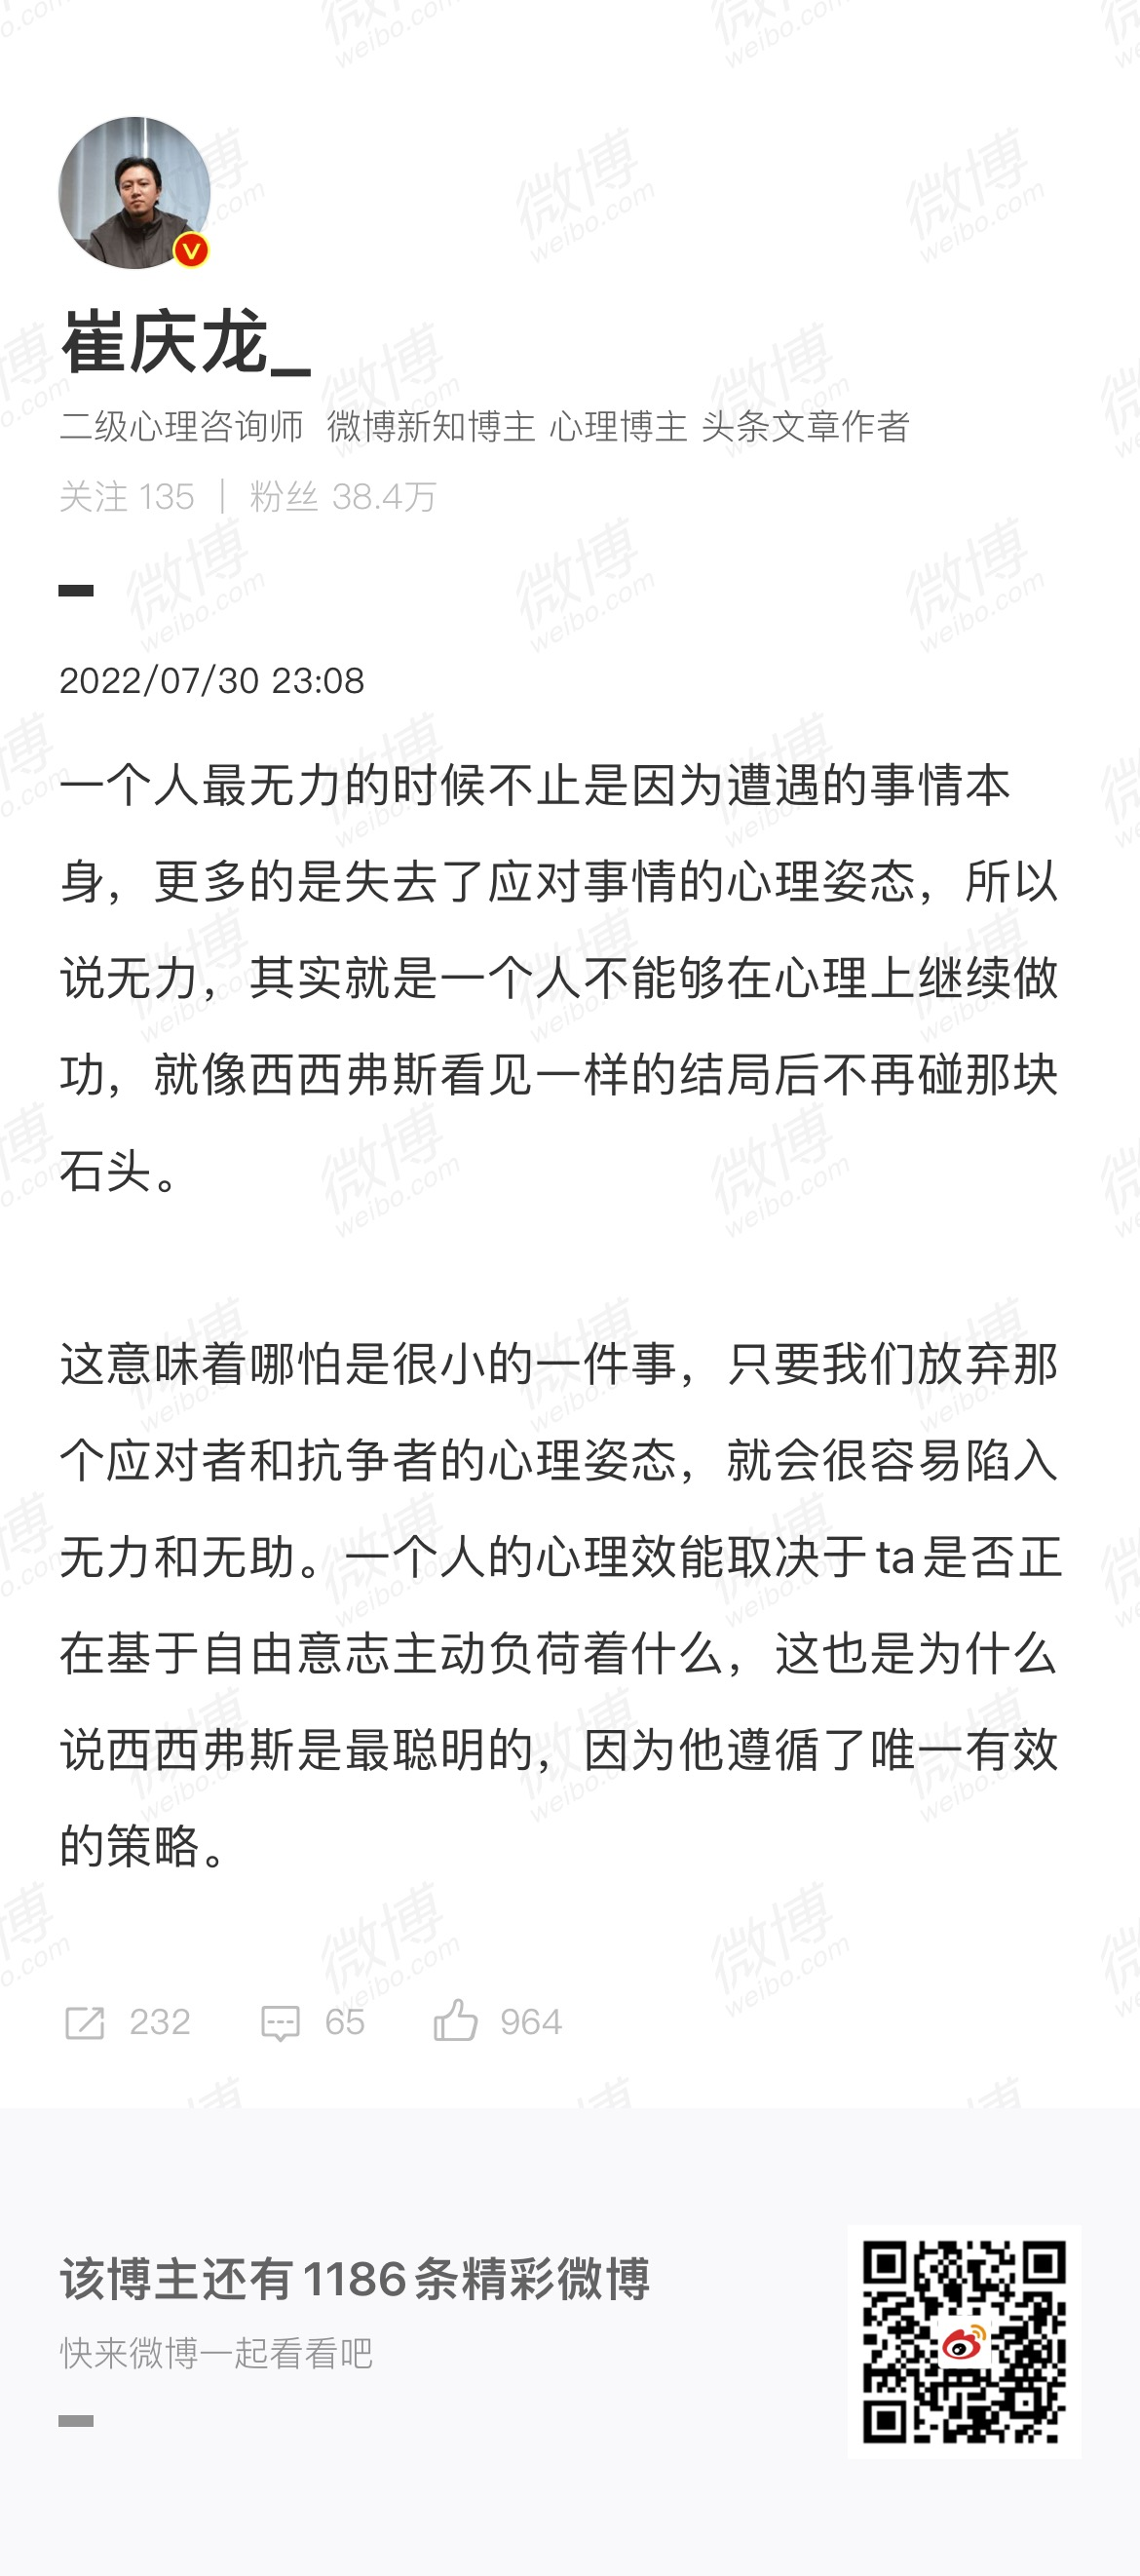 崔庆龙_
二级心理咨询师 微博新知博主 心理博主 头条文章作者
关注 135 | 粉丝 38.4万
2022/07/30 23:08
一个人最无力的时候不止是因为遭遇的事情本
身，更多的是失去了应对事情的心理姿态，所以
说无力，其实就是一个人不能够在心理上继续做
功，就像西西弗斯看见一样的结局后不再碰那块
石头。
这意味着哪怕是很小的一件事，只要我们放弃那
个应对者和抗争者的心理姿态，就会很容易陷入
无力和无助。一个人的心理效能取决于ta是否正
在基于自由意志主动负荷着什么，这也是为什么
说西西弗斯是最聪明的，因为他遵循了唯一有效
的策略。
232 65 964
该博主还有1186条精彩微博
快来微博一起看看吧
微博
weibo.com